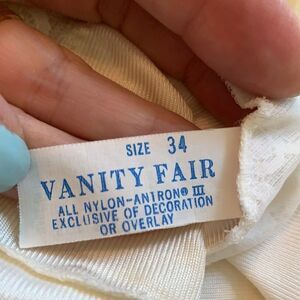 SIZE 34
VANITY FAIR
ALL NYLON-ANTRON® III
EXCLUSIVE OF DECORATION
OR OVERLAY